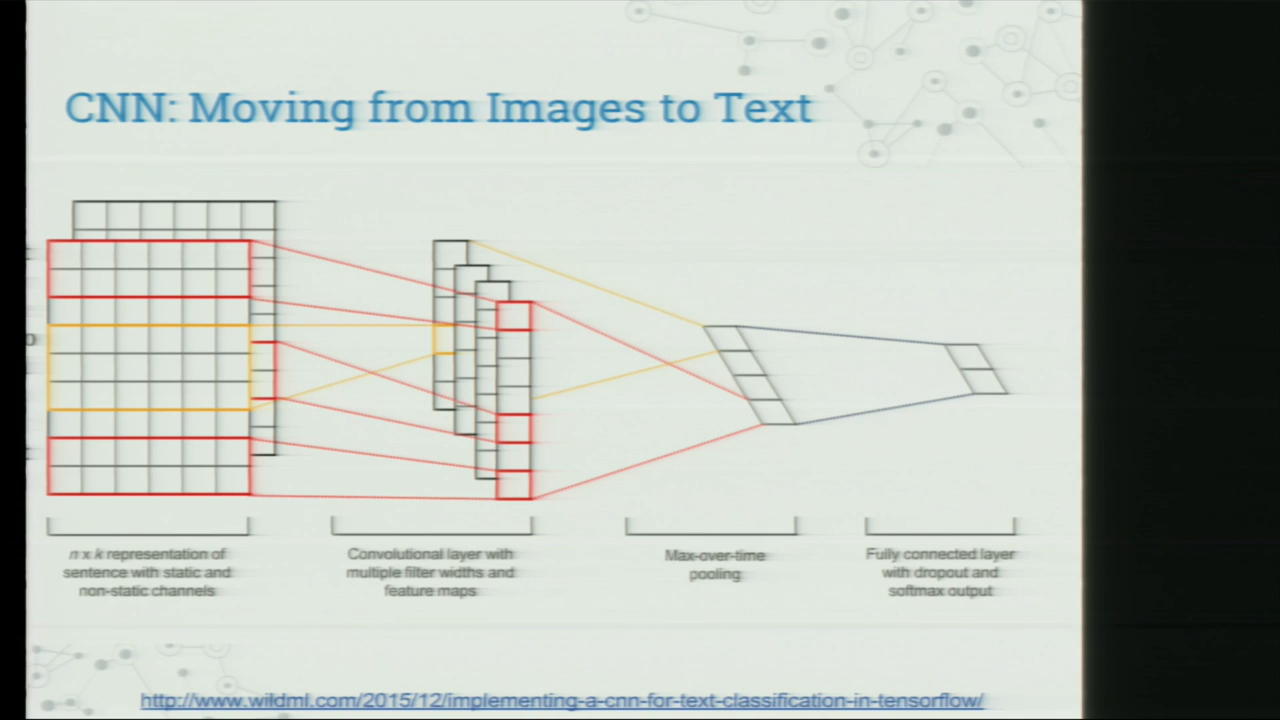 CNN: Moving from Images to Text
n x k representation of
sentence with static and
non-static channels
Convolutional layer with
multiple filter widths and
feature maps
Max-over-time
pooling
Fully connected layer
with dropout and
softmax output
http://www.wildml.com/2015/12/implementing-a-cnn-for-text-classification-in-tensorflow/